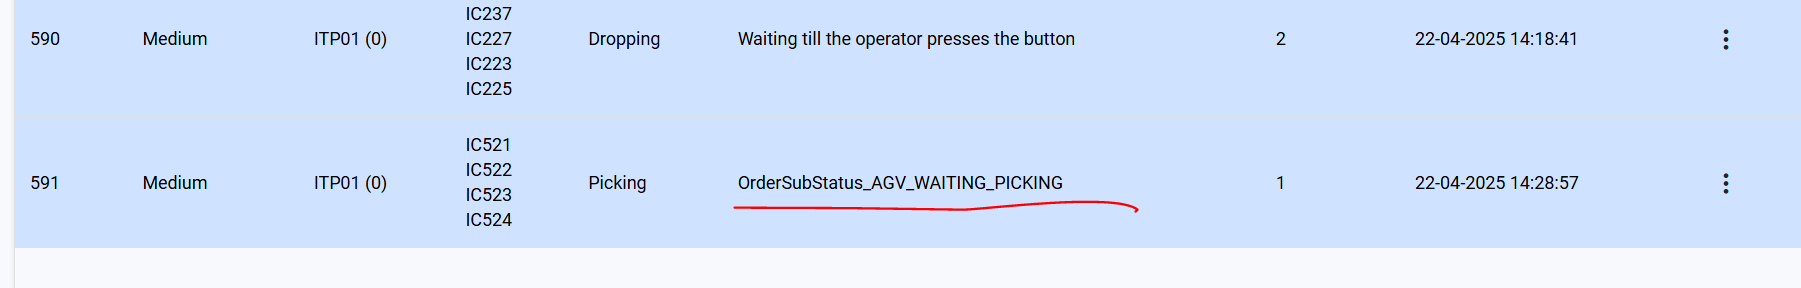 IC237
590 Medium ITP01 (0) IC227 Dropping Waiting till the operator presses the button 2 22-04-2025 14:18:41
IC223
IC225
IC521
IC522
591 Medium ITP01 (0) Picking OrderSubStatus_AGV_WAITING_PICKING 1 22-04-2025 14:28:57
IC523
IC524